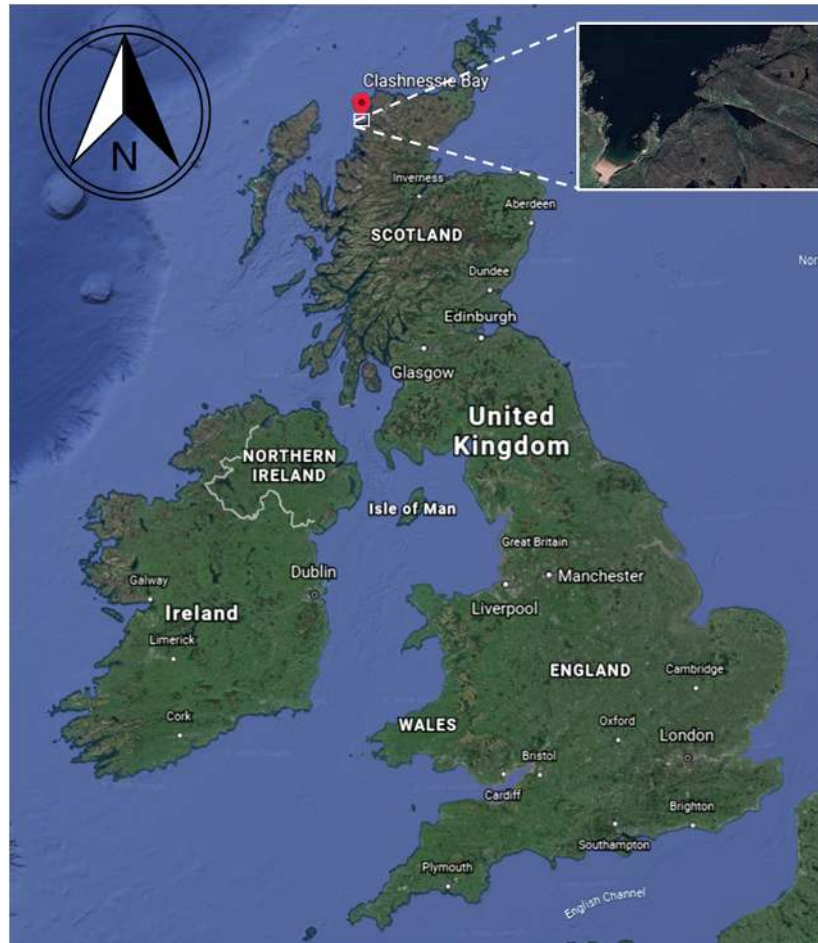 Clashnessie Bay
N
Inverness
Aberdeen
SCOTLAND
Nor
Dundee
Edinburgh
Glasgow
United
Kingdom
NORTHERN
IRELAND
Isle of Man
Great Britain
Galway
Dublin
Manchester
Liverpool
Ireland
Limerick
ENGLAND
Cambridge
Cork
WALES
Oxford
London
Bristol
Cardiff
Brighton
Southampton
Plymouth
English Channel